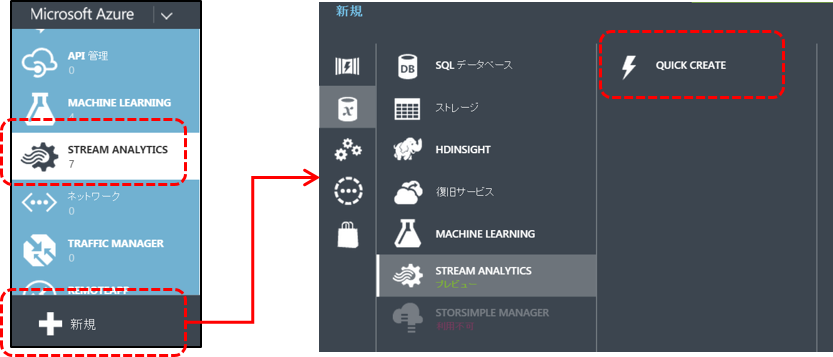 Microsoft Azure
API 管理
0
MACHINE LEARNING
STREAM ANALYTICS
7
ネットワーク
0
TRAFFIC MANAGER
0
新規
新規
SQL データベース
ストレージ
HDINSIGHT
復旧サービス
MACHINE LEARNING
STREAM ANALYTICS
プレビュー
STORSIMPLE MANAGER
利用不可
QUICK CREATE